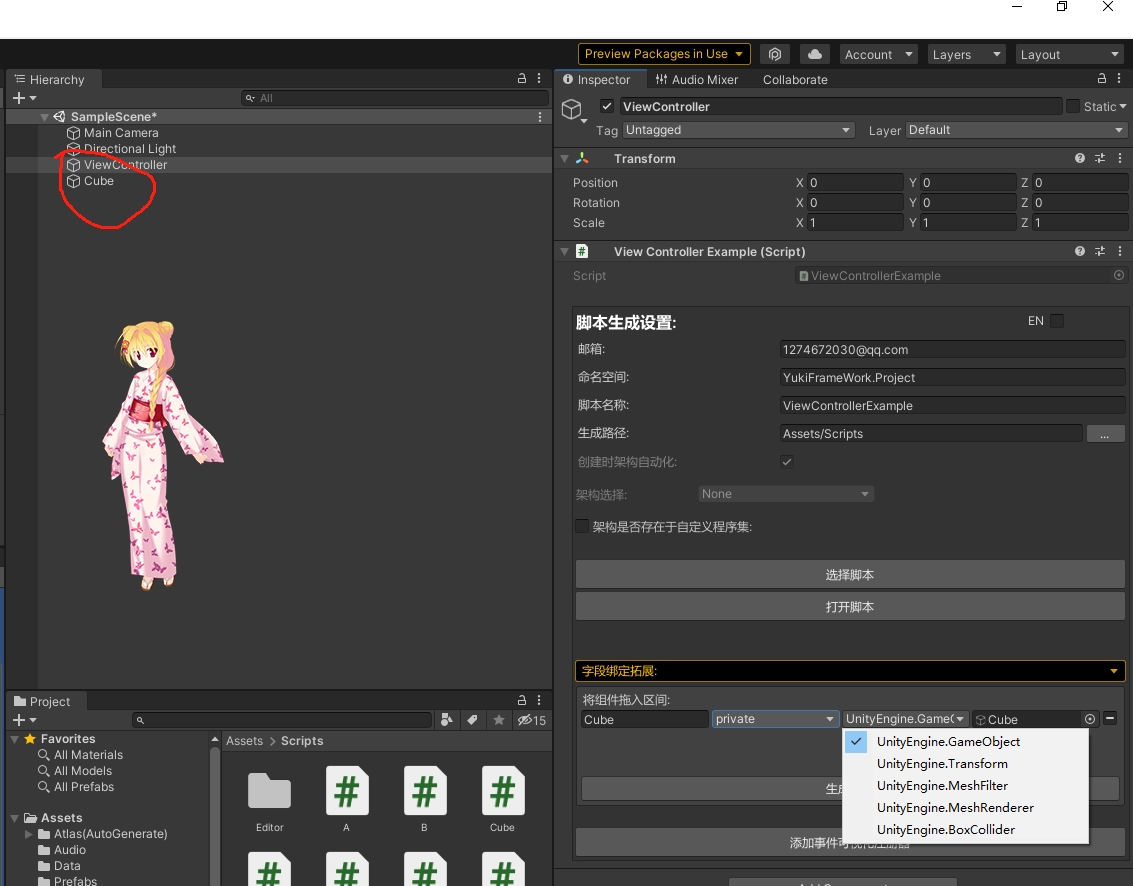 Preview Packages in Use
Account
Layers
Layout
Hierarchy
All
SampleScene*
Main Camera
Directional Light
ViewController
Cube
Inspector
Audio Mixer
Collaborate
ViewController
Static
Tag
Untagged
Layer
Default
Transform
Position
X 0
Y 0
Z 0
Rotation
X 0
Y 0
Z 0
Scale
X 1
Y 1
Z 1
# View Controller Example (Script)
Script
ViewControllerExample
脚本生成设置:
EN
邮箱:
1274672030@qq.com
命名空间:
YukiFrameWork.Project
脚本名称:
ViewControllerExample
生成路径:
Assets/Scripts
...
创建时架构自动化:
架构选择:
None
架构是否存在于自定义程序集:
选择脚本
打开脚本
字段绑定拓展:
将组件拖入区间:
Cube
private
UnityEngine.Game(
Cube
UnityEngine.GameObject
UnityEngine.Transform
UnityEngine.MeshFilter
UnityEngine.MeshRenderer
UnityEngine.BoxCollider
生
添加事件可视化注册器
Project
15
Favorites
All Materials
All Models
All Prefabs
Assets
Atlas(AutoGenerate)
Audio
Data
Prefabs
Assets > Scripts
Editor
# A
# B
# Cube
# # # #